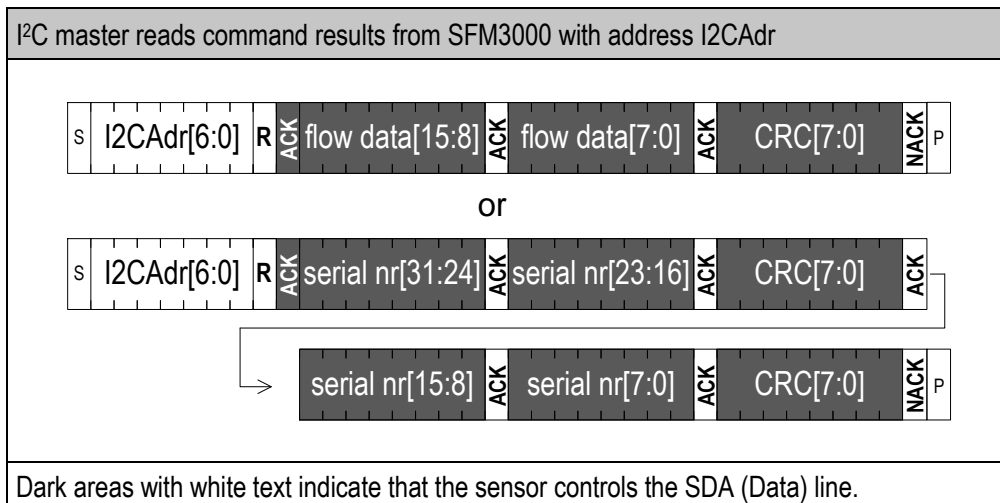 I²C master reads command results from SFM3000 with address I2CAdr
S I2CAdr[6:0] R ACK flow data[15:8] ACK flow data[7:0] ACK CRC[7:0] NACK P
or
S I2CAdr[6:0] R ACK serial nr[31:24] ACK serial nr[23:16] ACK CRC[7:0] ACK
serial nr[15:8] ACK serial nr[7:0] ACK CRC[7:0] NACK P
Dark areas with white text indicate that the sensor controls the SDA (Data) line.